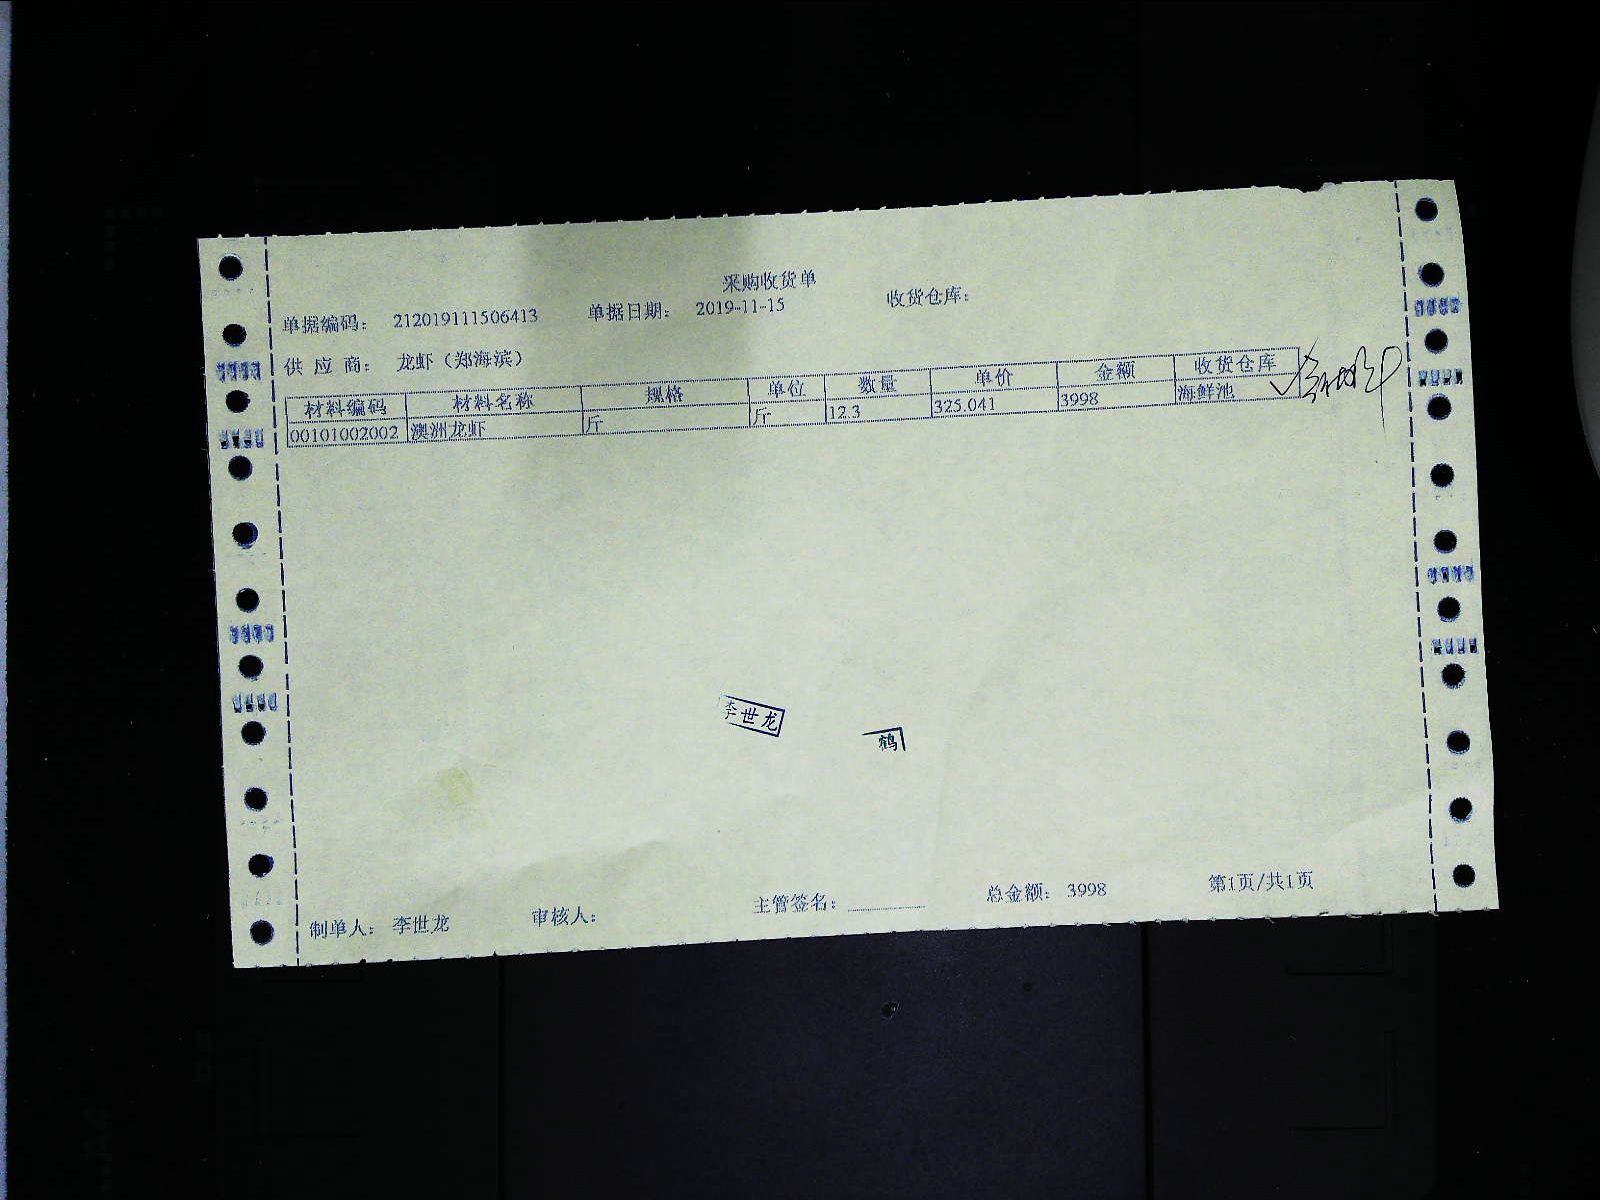 采购收货单
单据编码： 212019111506413 单据日期： 2019-11-15 收货仓库：
供 应 商： 龙虾（郑海滨）
材料编码 材料名称 规格 单位 数量 单价 金额 收货仓库
00101002002 澳洲龙虾 斤 斤 12.3 325.041 3998 海鲜池
李世龙
鹤
制单人： 李世龙 审核人： 主管签名： 总金额： 3998 第1页/共1页